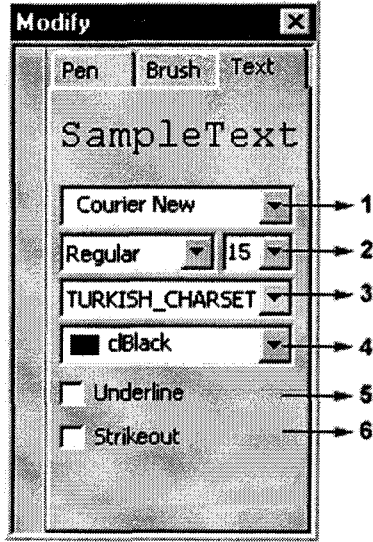 Modify
Pen Brush Text
SampleText
Courier New 1
Regular 15 2
TURKISH_CHARSET 3
clBlack 4
Underline 5
Strikeout 6